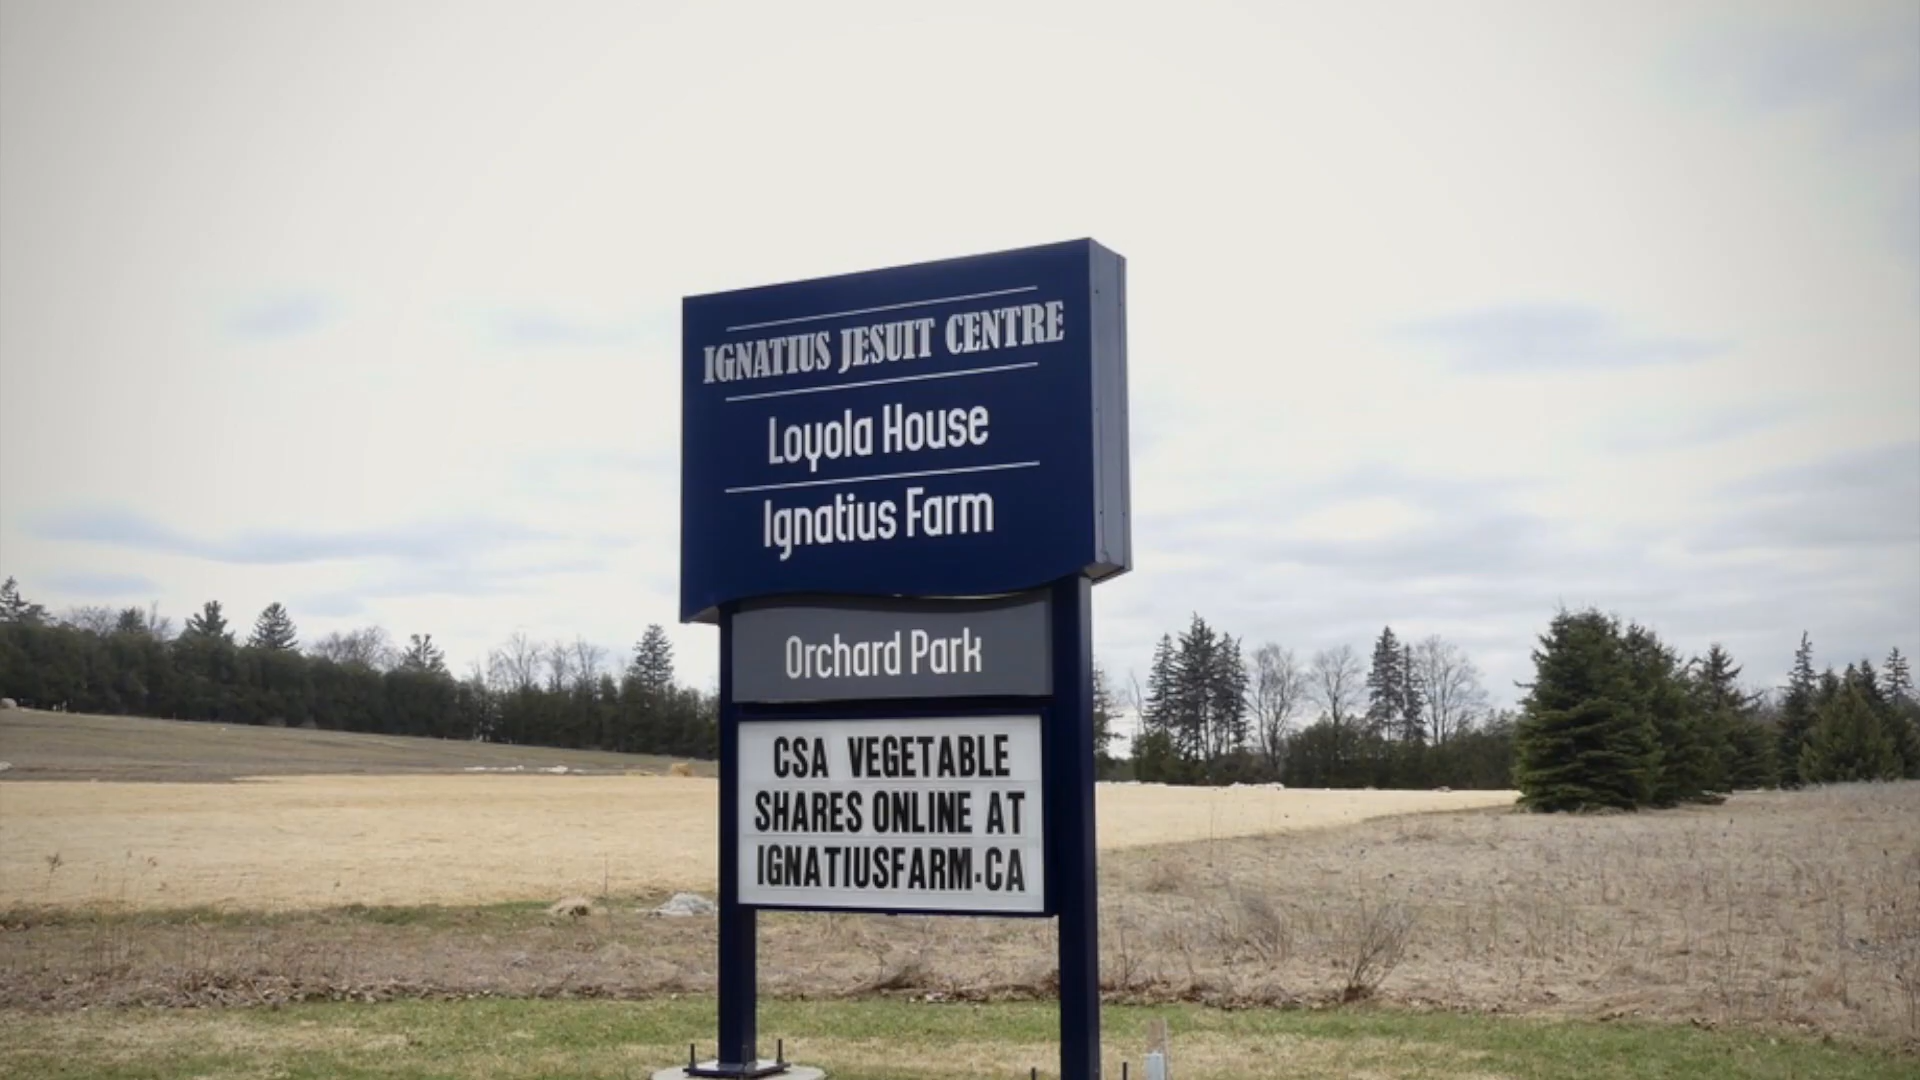 IGNATIUS JESUIT CENTRE
Loyola House
Ignatius Farm
Orchard Park
CSA VEGETABLE
SHARES ONLINE AT
IGNATIUSFARM.CA